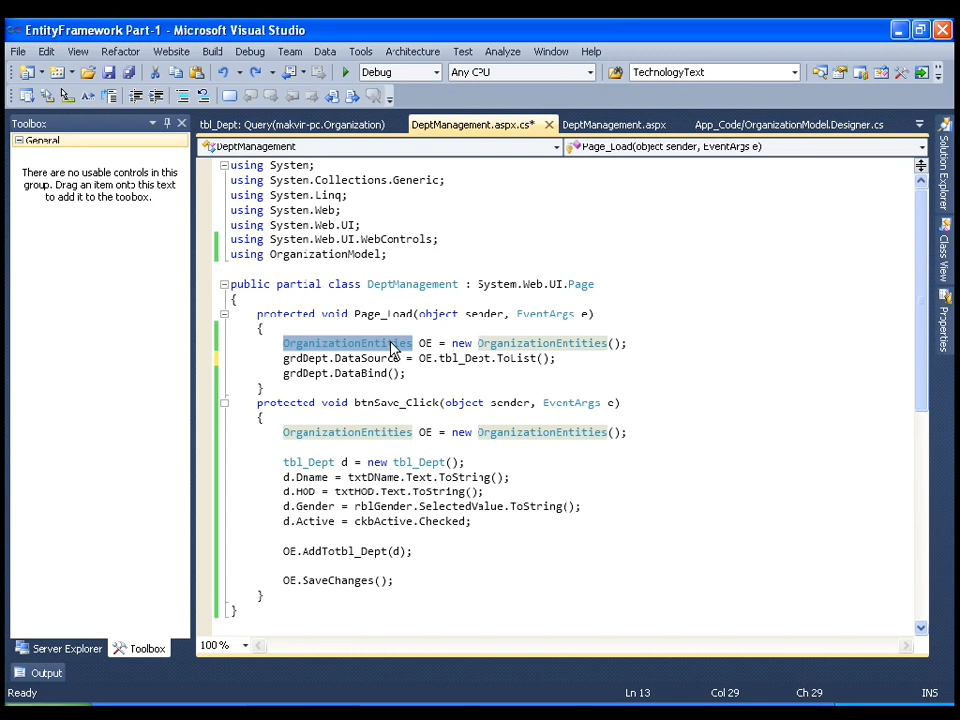 EntityFramework Part-1 - Microsoft Visual Studio
File Edit View Refactor Website Build Debug Team Data Tools Architecture Test Analyze Window Help
Debug Any CPU TechnologyText
Toolbox
tbl_Dept: Query(makvir-pc.Organization) DeptManagement.aspx.cs* DeptManagement.aspx App_Code/OrganizationModel.Designer.cs
General
There are no usable controls in this
group. Drag an item onto this text
to add it to the toolbox.
DeptManagement Page_Load(object sender, EventArgs e)
using System;
using System.Collections.Generic;
using System.Linq;
using System.Web;
using System.Web.UI;
using System.Web.UI.WebControls;
using OrganizationModel;
public partial class DeptManagement : System.Web.UI.Page
{
protected void Page_Load(object sender, EventArgs e)
{
OrganizationEntities OE = new OrganizationEntities();
grdDept.DataSource = OE.tbl_Dept.ToList();
grdDept.DataBind();
}
protected void btnSave_Click(object sender, EventArgs e)
{
OrganizationEntities OE = new OrganizationEntities();
tbl_Dept d = new tbl_Dept();
d.Dname = txtDName.Text.ToString();
d.HOD = txtHOD.Text.ToString();
d.Gender = rblGender.SelectedValue.ToString();
d.Active = ckbActive.Checked;
OE.AddTotbl_Dept(d);
OE.SaveChanges();
}
}
100 %
Server Explorer Toolbox
Output
Ready Ln 13 Col 29 Ch 29 INS
Solution Explorer
Class View
Properties